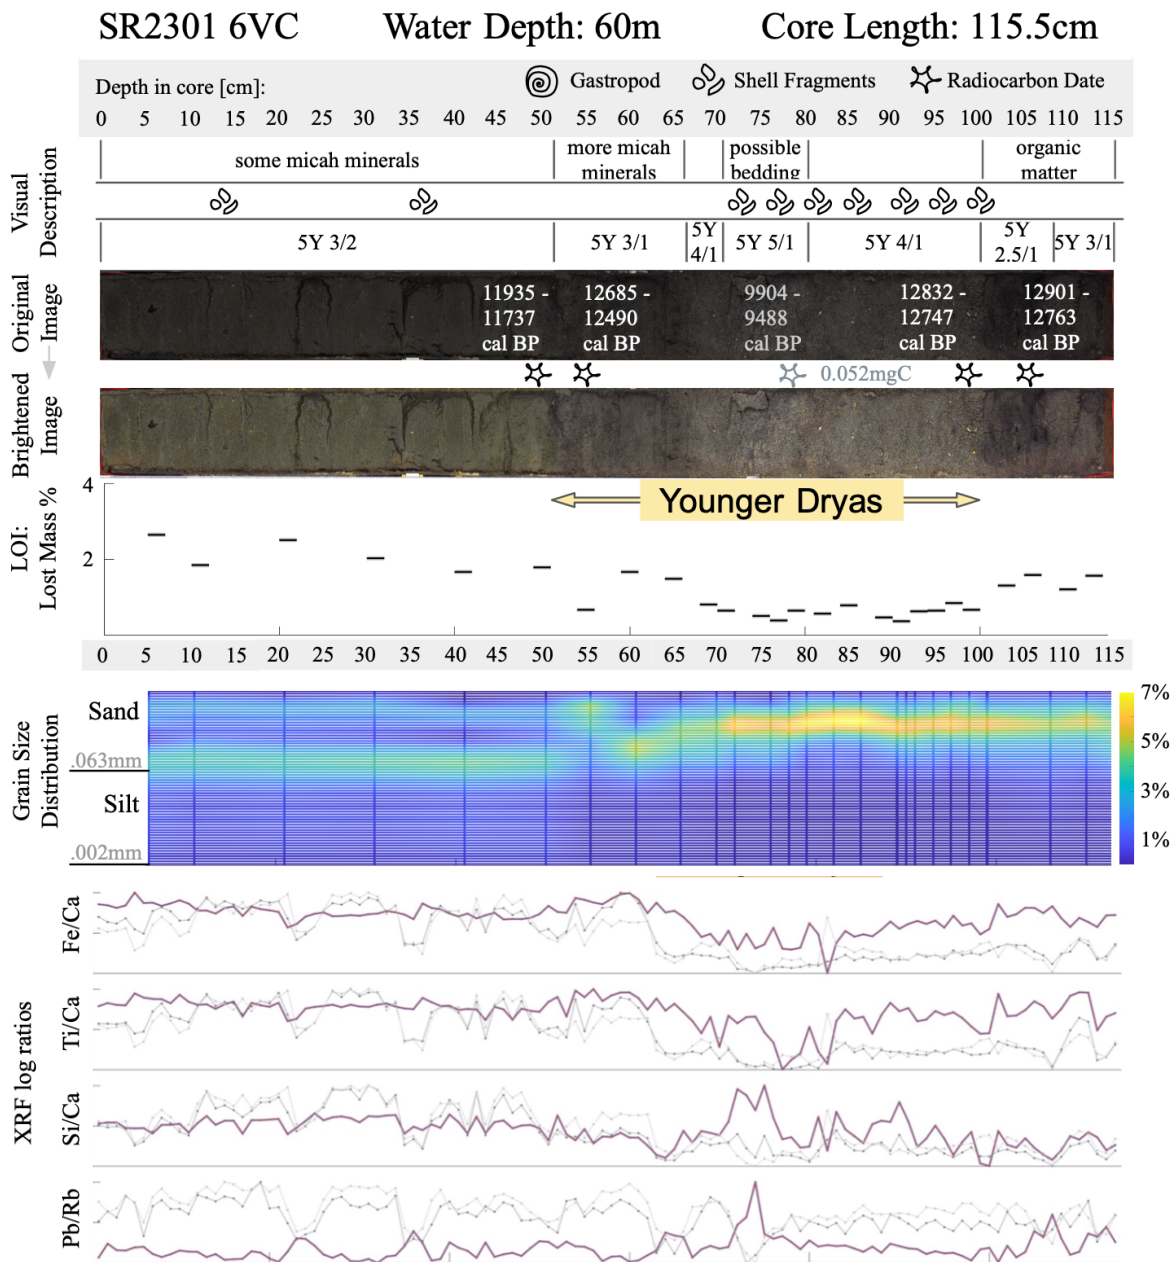 SR2301 6VC Water Depth: 60m Core Length: 115.5cm
Depth in core [cm]: Gastropod Shell Fragments Radiocarbon Date
0 5 10 15 20 25 30 35 40 45 50 55 60 65 70 75 80 85 90 95 100 105 110 115
Visual
Description
some micah minerals
more micah
minerals
possible
bedding
organic
matter
5Y 3/2
5Y 3/1
5Y
4/1
5Y 5/1
5Y 4/1
5Y
2.5/1
5Y 3/1
Original
Image
11935 -
11737
cal BP
12685 -
12490
cal BP
9904 -
9488
cal BP
12832 -
12747
cal BP
12901 -
12763
cal BP
0.052mgC
Brightened
Image
Younger Dryas
LOI:
Lost Mass %
4
2
0 5 10 15 20 25 30 35 40 45 50 55 60 65 70 75 80 85 90 95 100 105 110 115
Grain Size
Distribution
Sand
.063mm
Silt
.002mm
7%
5%
3%
1%
XRF log ratios
Fe/Ca
Ti/Ca
Si/Ca
Pb/Rb